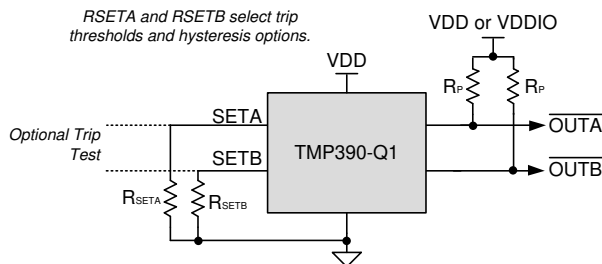 RSETA and RSETB select trip
thresholds and hysteresis options.
VDD or VDDIO
VDD
RP
RP
SETA
OUTA
Optional Trip
Test
TMP390-Q1
SETB
OUTB
RSETA
RSETB